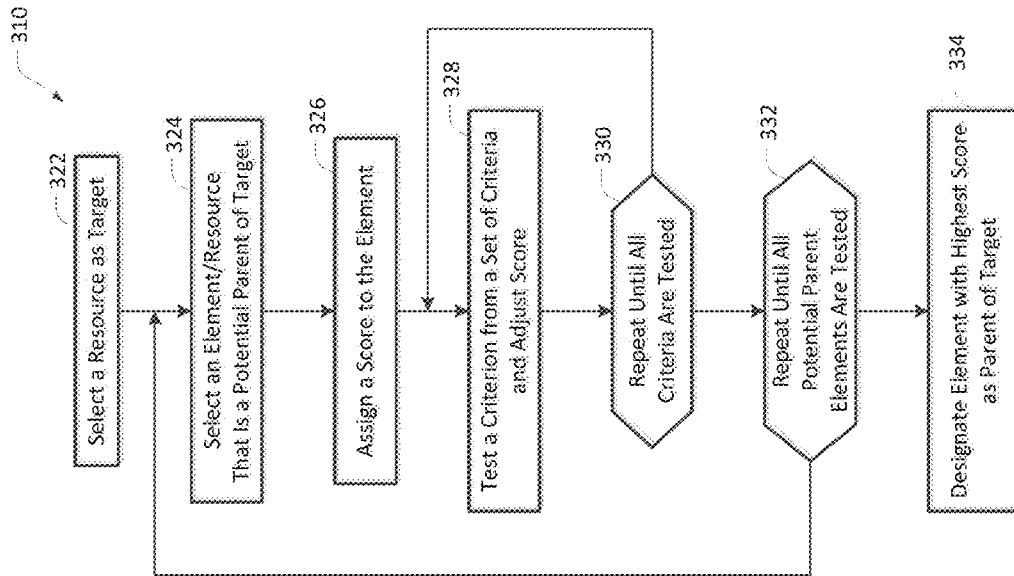 310
322
Select a Resource as Target
324
Select an Element/Resource
That Is a Potential Parent of Target
326
Assign a Score to the Element
328
Test a Criterion from a Set of Criteria
and Adjust Score
330
Repeat Until All
Criteria Are Tested
332
Repeat Until All
Potential Parent
Elements Are Tested
334
Designate Element with Highest Score
as Parent of Target